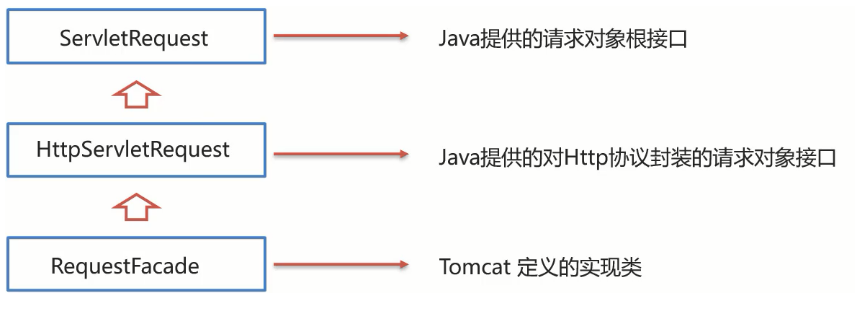 ServletRequest
Java提供的请求对象根接口
HttpServletRequest
Java提供的对Http协议封装的请求对象接口
RequestFacade
Tomcat 定义的实现类